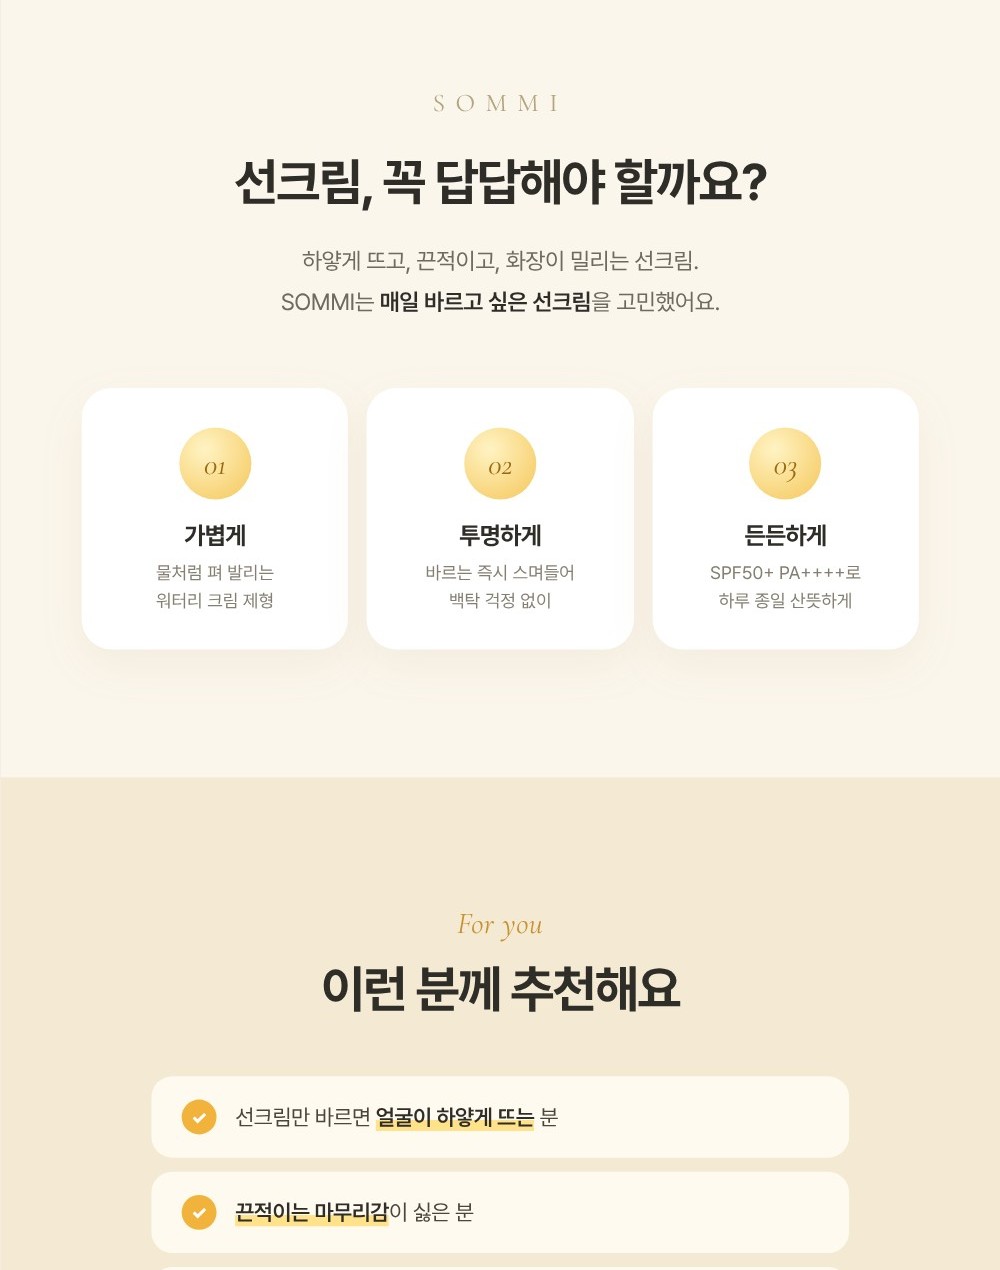 SOMMI
선크림, 꼭 답답해야 할까요?
하얗게 뜨고, 끈적이고, 화장이 밀리는 선크림.
SOMMI는 매일 바르고 싶은 선크림을 고민했어요.
01
가볍게
물처럼 펴 발리는
워터리 크림 제형
02
투명하게
바르는 즉시 스며들어
백탁 걱정 없이
03
든든하게
SPF50+ PA++++로
하루 종일 산뜻하게
For you
이런 분께 추천해요
선크림만 바르면 얼굴이 하얗게 뜨는 분
끈적이는 마무리감이 싫은 분